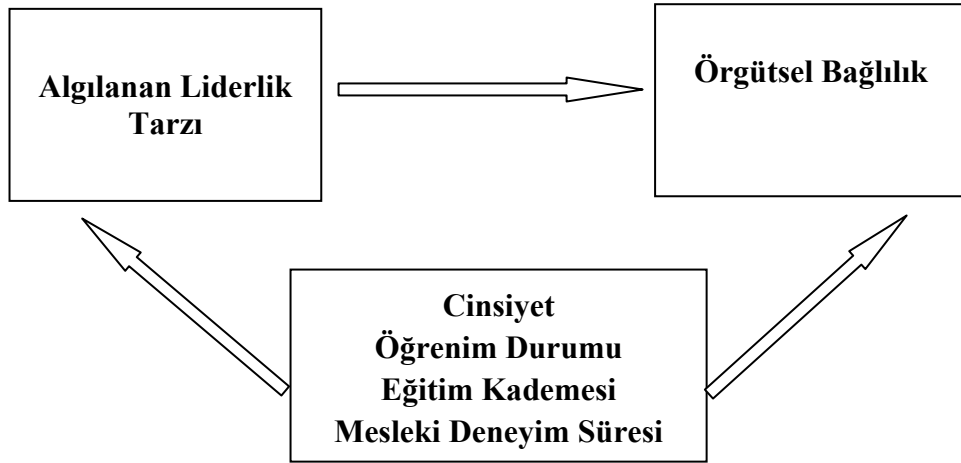 Algılanan Liderlik
Tarzı
Örgütsel Bağlılık
Cinsiyet
Öğrenim Durumu
Eğitim Kademesi
Mesleki Deneyim Süresi